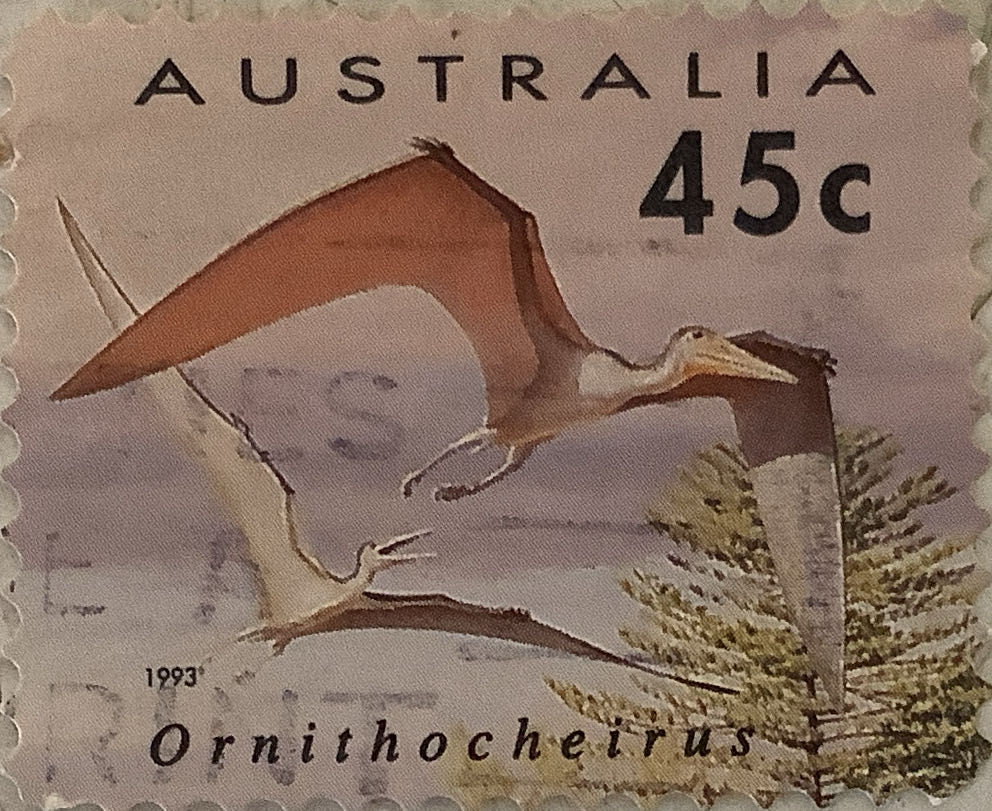 AUSTRALIA
45c
1993
Ornithocheirus